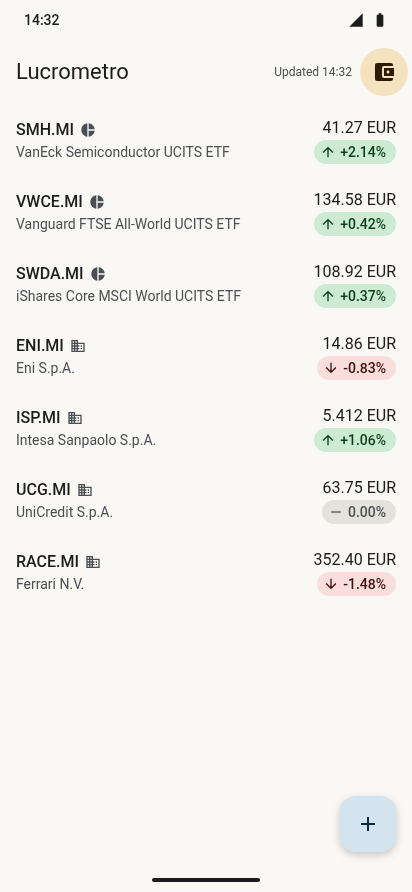 14:32
Lucrometro
Updated 14:32
SMH.MI
41.27 EUR
VanEck Semiconductor UCITS ETF
+2.14%
VWCE.MI
134.58 EUR
Vanguard FTSE All-World UCITS ETF
+0.42%
SWDA.MI
108.92 EUR
iShares Core MSCI World UCITS ETF
+0.37%
ENI.MI
14.86 EUR
Eni S.p.A.
-0.83%
ISP.MI
5.412 EUR
Intesa Sanpaolo S.p.A.
+1.06%
UCG.MI
63.75 EUR
UniCredit S.p.A.
0.00%
RACE.MI
352.40 EUR
Ferrari N.V.
-1.48%